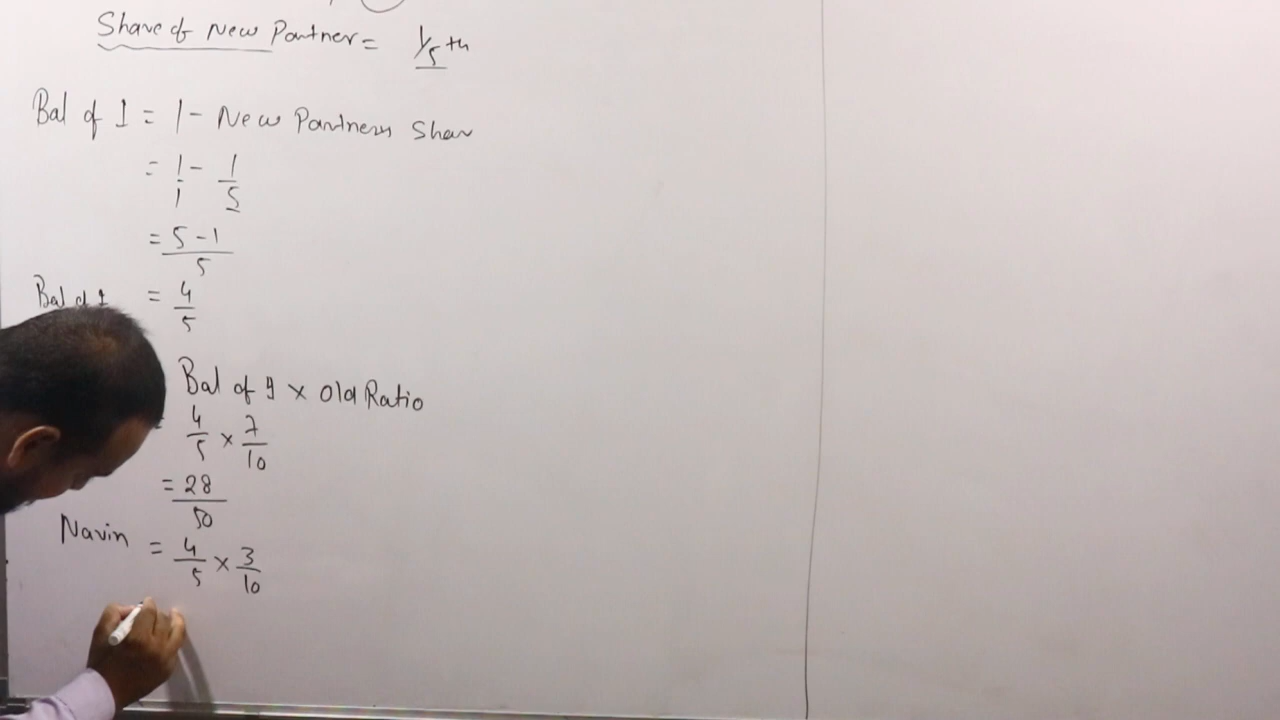 Share of New Partner = 1/5 th
Bal of 1 = 1 - New Partners Shar
= 1/1 - 1/5
= 5 - 1 / 5
Bal of 1 = 4/5
Bal of 1 × Old Ratio
4/5 × 7/10
= 28/50
Navin = 4/5 × 3/10